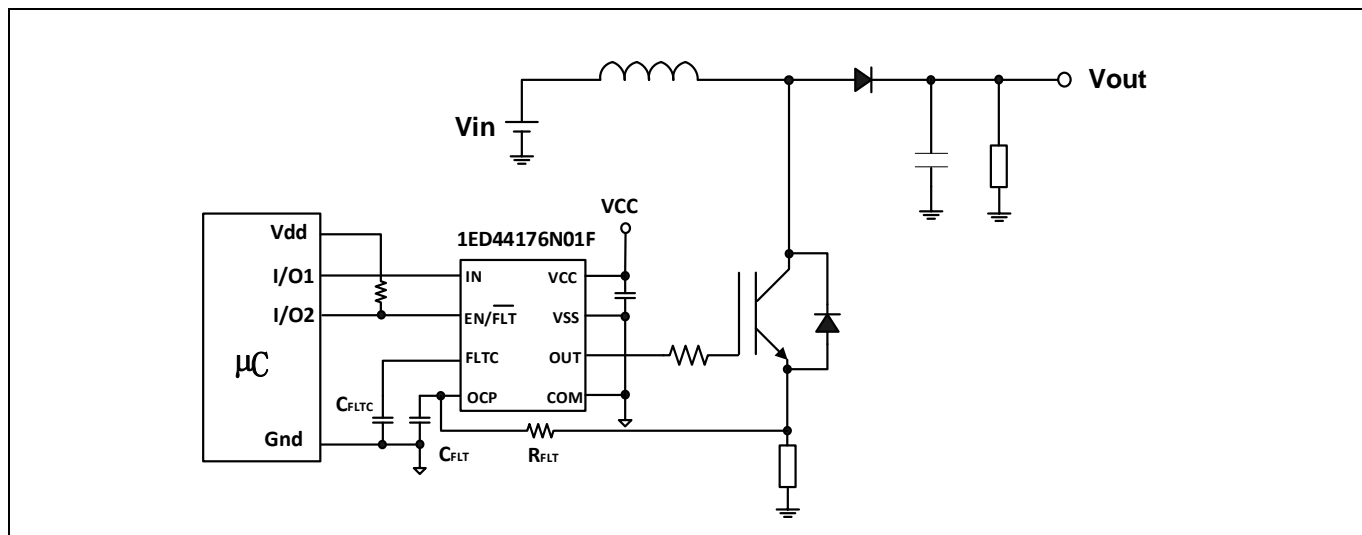 Vout
Vin
VCC
1ED44176N01F
Vdd
I/O1
I/O2
μC
Gnd
IN
EN/FLT
FLTC
OCP
VCC
VSS
OUT
COM
CFLTC
CFLT
RFLT